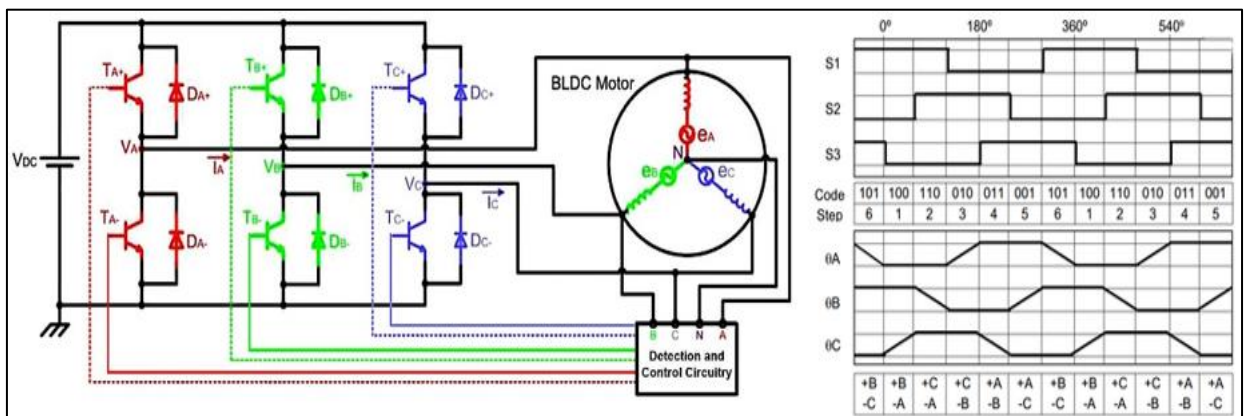 TA+ DA+ TB+ DB+ TC+ DC+
VDC VA IA VB IB VC IC
TA- DA- TB- DB- TC- DC-
BLDC Motor
eA
N
eB eC
B C N A
Detection and
Control Circuitry
0º 180º 360º 540º
S1
S2
S3
Code 101 100 110 010 011 001 101 100 110 010 011 001
Step 6 1 2 3 4 5 6 1 2 3 4 5
θA
θB
θC
+B +B +C +C +A +A +B +B +C +C +A +A
-C -A -A -B -B -C -C -A -A -B -B -C